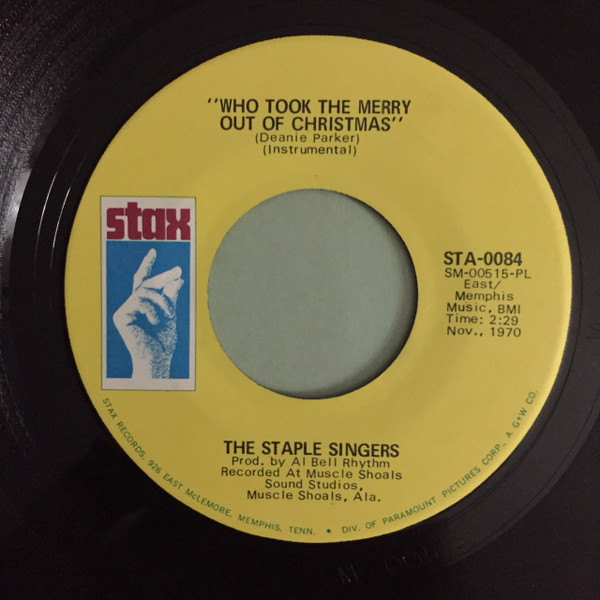 "WHO TOOK THE MERRY
OUT OF CHRISTMAS"
(Deanie Parker)
(Instrumental)
stax
STA-0084
SM-00515-PL
East/
Memphis
Music, BMI
Time: 2:29
Nov., 1970
THE STAPLE SINGERS
Prod. by Al Bell Rhythm
Recorded At Muscle Shoals
Sound Studios,
Muscle Shoals, Ala.
STAX RECORDS, 926 EAST McLEMORE, MEMPHIS, TENN. • DIV. OF PARAMOUNT PICTURES CORP., A G+W CO.